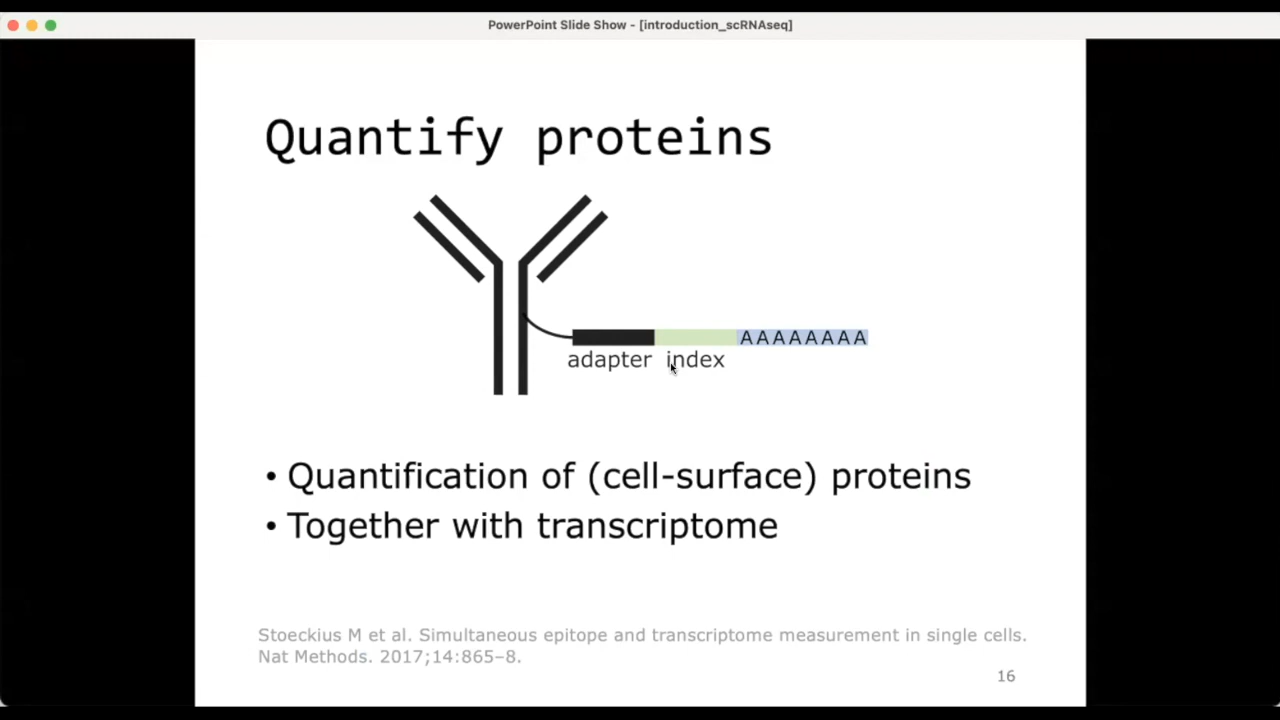 PowerPoint Slide Show - [introduction_scRNAseq]
Quantify proteins
AAAAAAAA
adapter index
• Quantification of (cell-surface) proteins
• Together with transcriptome
Stoeckius M et al. Simultaneous epitope and transcriptome measurement in single cells.
Nat Methods. 2017;14:865–8.
16